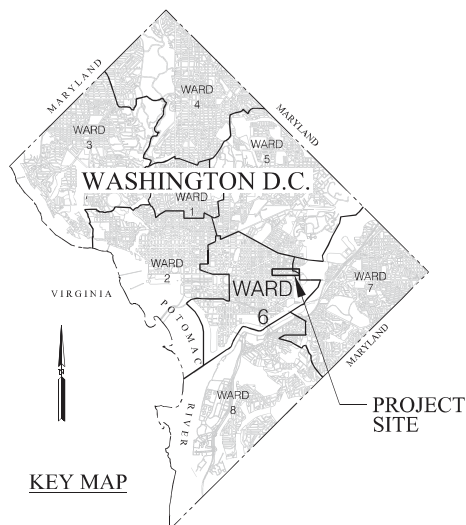 MARYLAND
WARD
4
WARD
3
MARYLAND
WARD
5
WASHINGTON D.C.
WARD
1
WARD
2
WARD
6
WARD
7
VIRGINIA
POTOMAC
RIVER
MARYLAND
WARD
8
PROJECT
SITE
KEY MAP